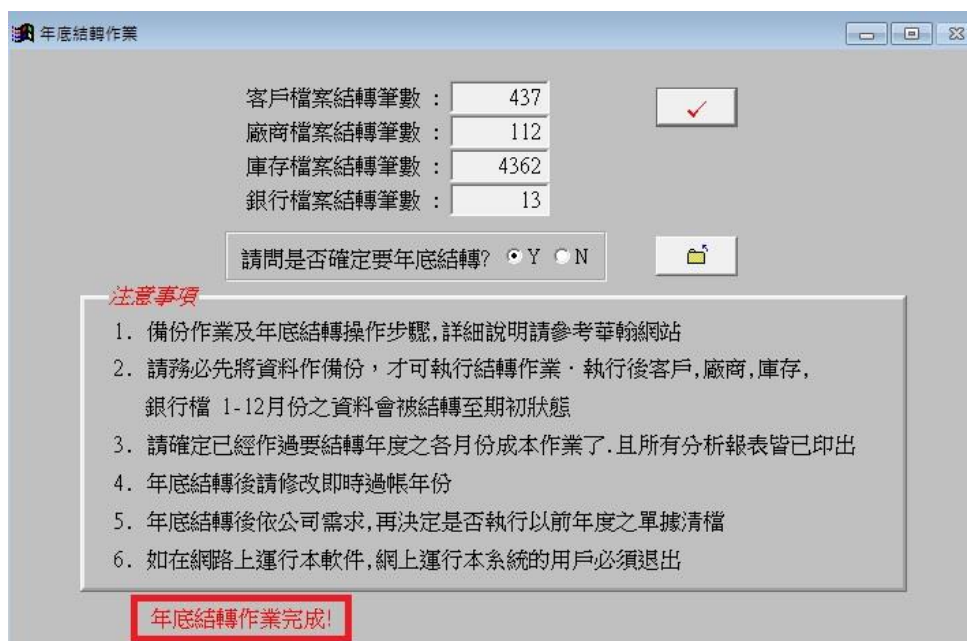 年底結轉作業
客戶檔案結轉筆數 : 437
廠商檔案結轉筆數 : 112
庫存檔案結轉筆數 : 4362
銀行檔案結轉筆數 : 13
請問是否確定要年底結轉? Y N
注意事項
1. 備份作業及年底結轉操作步驟,詳細說明請參考華翰網站
2. 請務必先將資料作備份，才可執行結轉作業．執行後客戶,廠商,庫存,
銀行檔 1-12月份之資料會被結轉至期初狀態
3. 請確定已經作過要結轉年度之各月份成本作業了.且所有分析報表皆已印出
4. 年底結轉後請修改即時過帳年份
5. 年底結轉後依公司需求,再決定是否執行以前年度之單據清檔
6. 如在網路上運行本軟件,網上運行本系統的用戶必須退出
年底結轉作業完成!